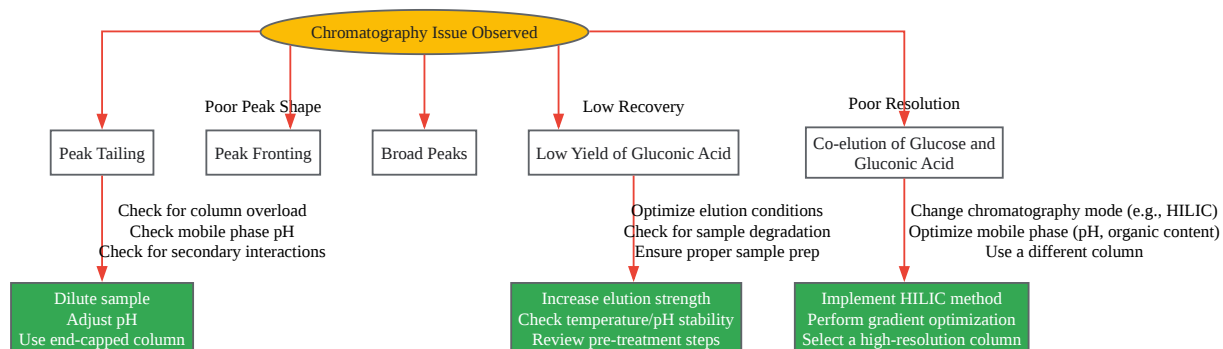 Chromatography Issue Observed
Poor Peak Shape
Low Recovery
Poor Resolution
Peak Tailing
Peak Fronting
Broad Peaks
Low Yield of Gluconic Acid
Co-elution of Glucose and
Gluconic Acid
Check for column overload
Check mobile phase pH
Check for secondary interactions
Optimize elution conditions
Check for sample degradation
Ensure proper sample prep
Change chromatography mode (e.g., HILIC)
Optimize mobile phase (pH, organic content)
Use a different column
Dilute sample
Adjust pH
Use end-capped column
Increase elution strength
Check temperature/pH stability
Review pre-treatment steps
Implement HILIC method
Perform gradient optimization
Select a high-resolution column